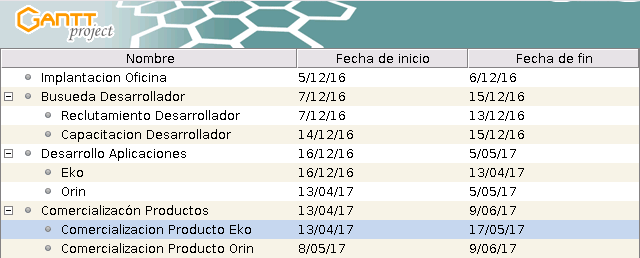 GANTT
project
Nombre Fecha de inicio Fecha de fin
Implantacion Oficina 5/12/16 6/12/16
Busueda Desarrollador 7/12/16 15/12/16
Reclutamiento Desarrollador 7/12/16 13/12/16
Capacitacion Desarrollador 14/12/16 15/12/16
Desarrollo Aplicaciones 16/12/16 5/05/17
Eko 16/12/16 13/04/17
Orin 13/04/17 5/05/17
Comercializacón Productos 13/04/17 9/06/17
Comercializacion Producto Eko 13/04/17 17/05/17
Comercializacion Producto Orin 8/05/17 9/06/17